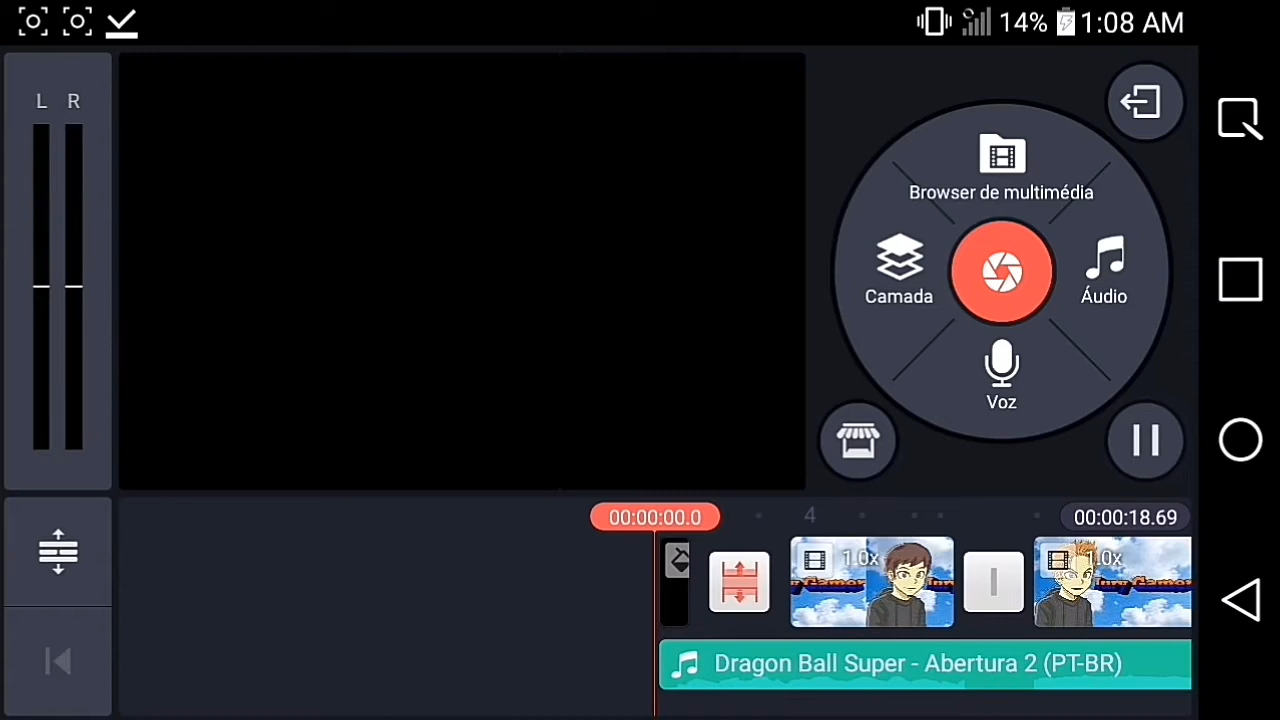 14% 1:08 AM
L R
Browser de multimédia
Camada
Áudio
Voz
00:00:00.0
4
00:00:18.69
1.0x
1.0x
Dragon Ball Super - Abertura 2 (PT-BR)